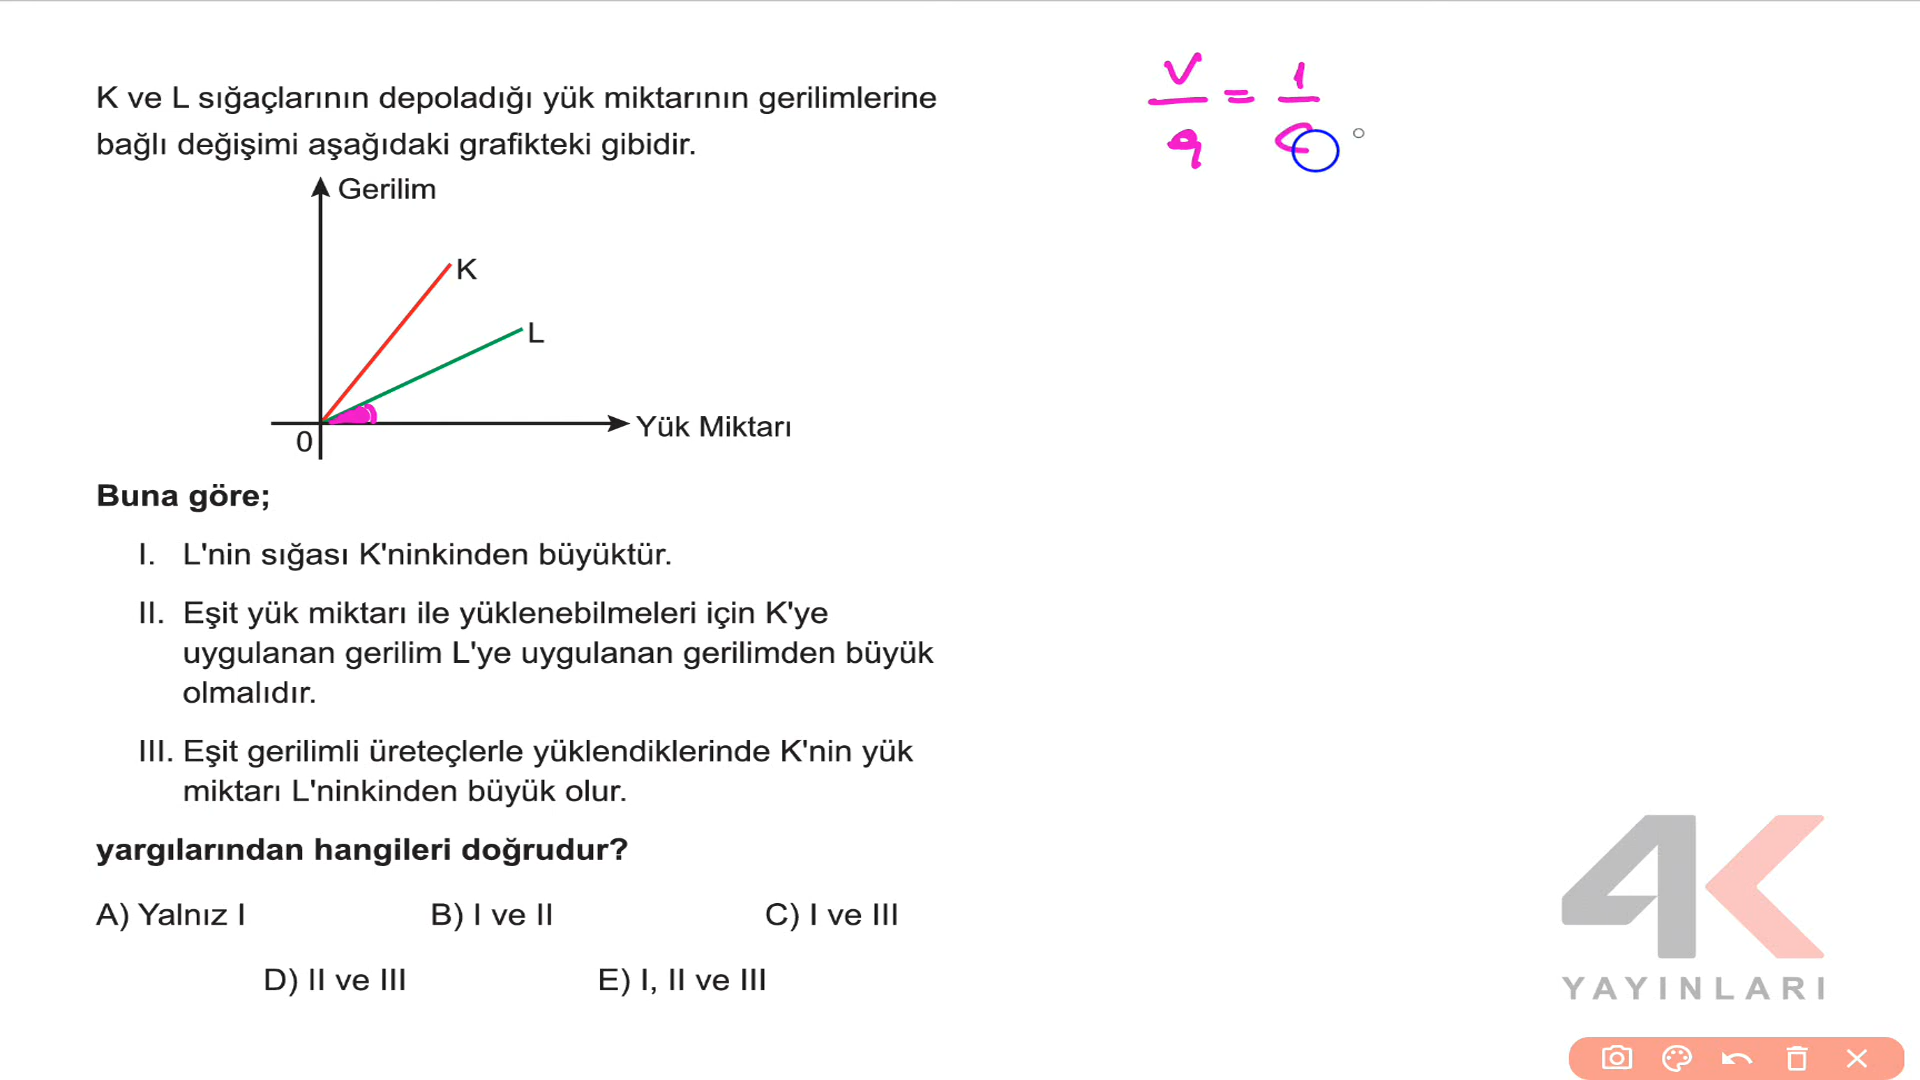 K ve L sığaçlarının depoladığı yük miktarının gerilimlerine
bağlı değişimi aşağıdaki grafikteki gibidir.
Gerilim
K
L
0
Yük Miktarı
Buna göre;
I. L'nin sığası K'ninkinden büyüktür.
II. Eşit yük miktarı ile yüklenebilmeleri için K'ye
uygulanan gerilim L'ye uygulanan gerilimden büyük
olmalıdır.
III. Eşit gerilimli üreteçlerle yüklendiklerinde K'nin yük
miktarı L'ninkinden büyük olur.
yargılarından hangileri doğrudur?
A) Yalnız I B) I ve II C) I ve III
D) II ve III E) I, II ve III
V/q = 1/C
4K
YAYINLARI